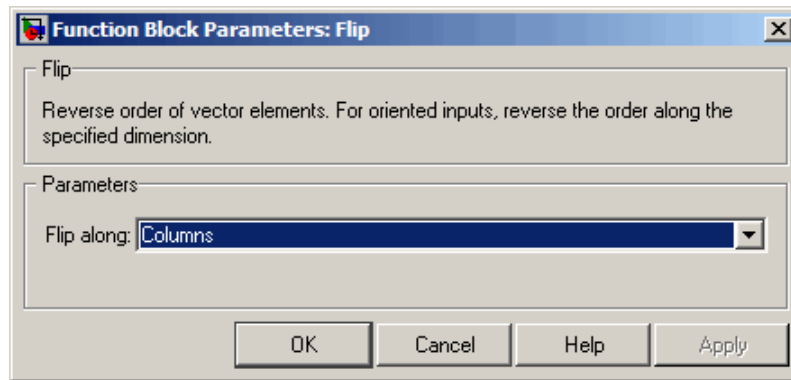 Function Block Parameters: Flip
Flip
Reverse order of vector elements. For oriented inputs, reverse the order along the
specified dimension.
Parameters
Flip along: Columns
OK Cancel Help Apply